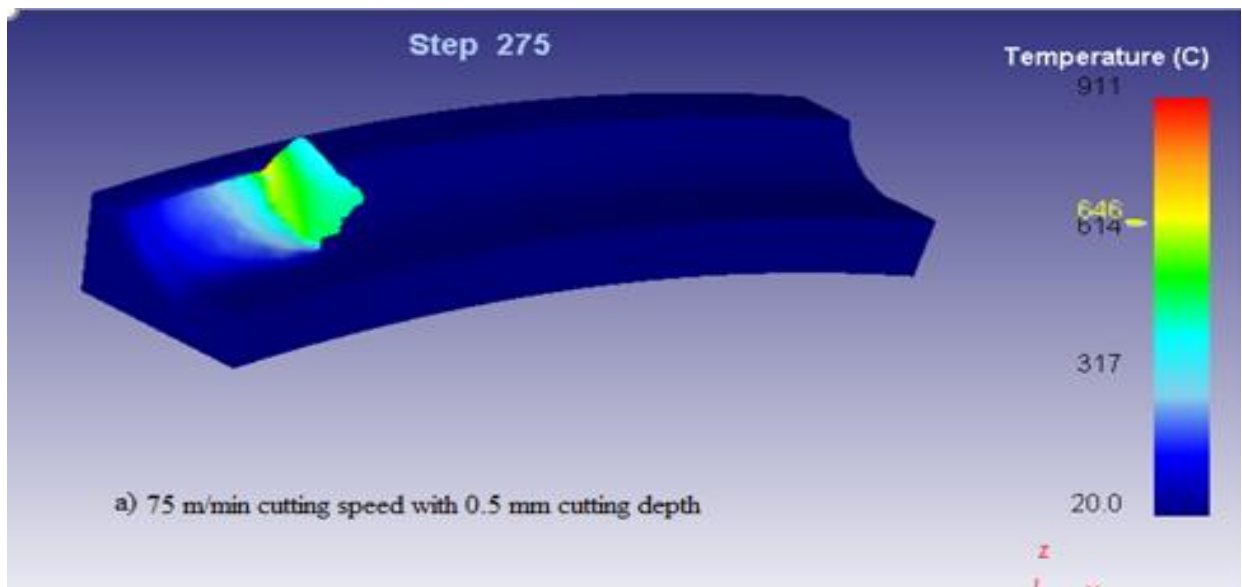 Step 275
Temperature (C)
911
646
614
317
20.0
a) 75 m/min cutting speed with 0.5 mm cutting depth
z